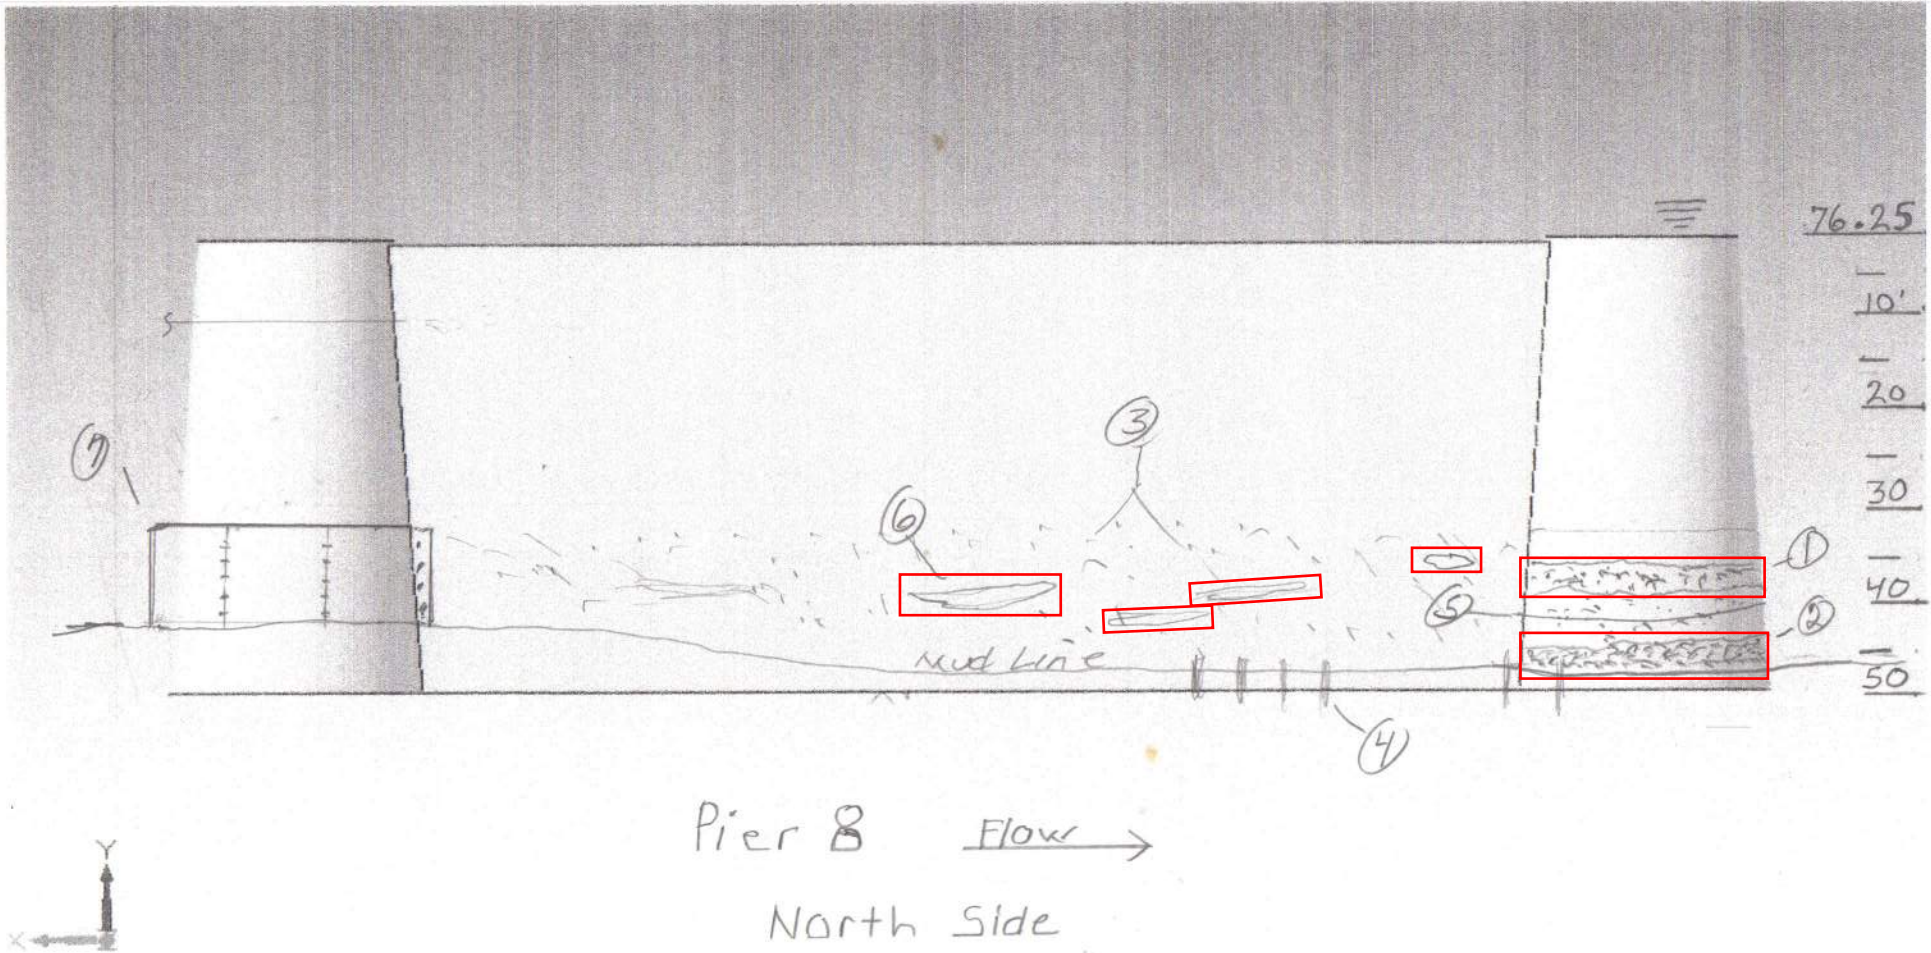 76.25
10'
20
③
⑦
30
⑥
①
40
⑤
②
Mud Line
50
④
Pier 8 Flow
North Side
Y
X